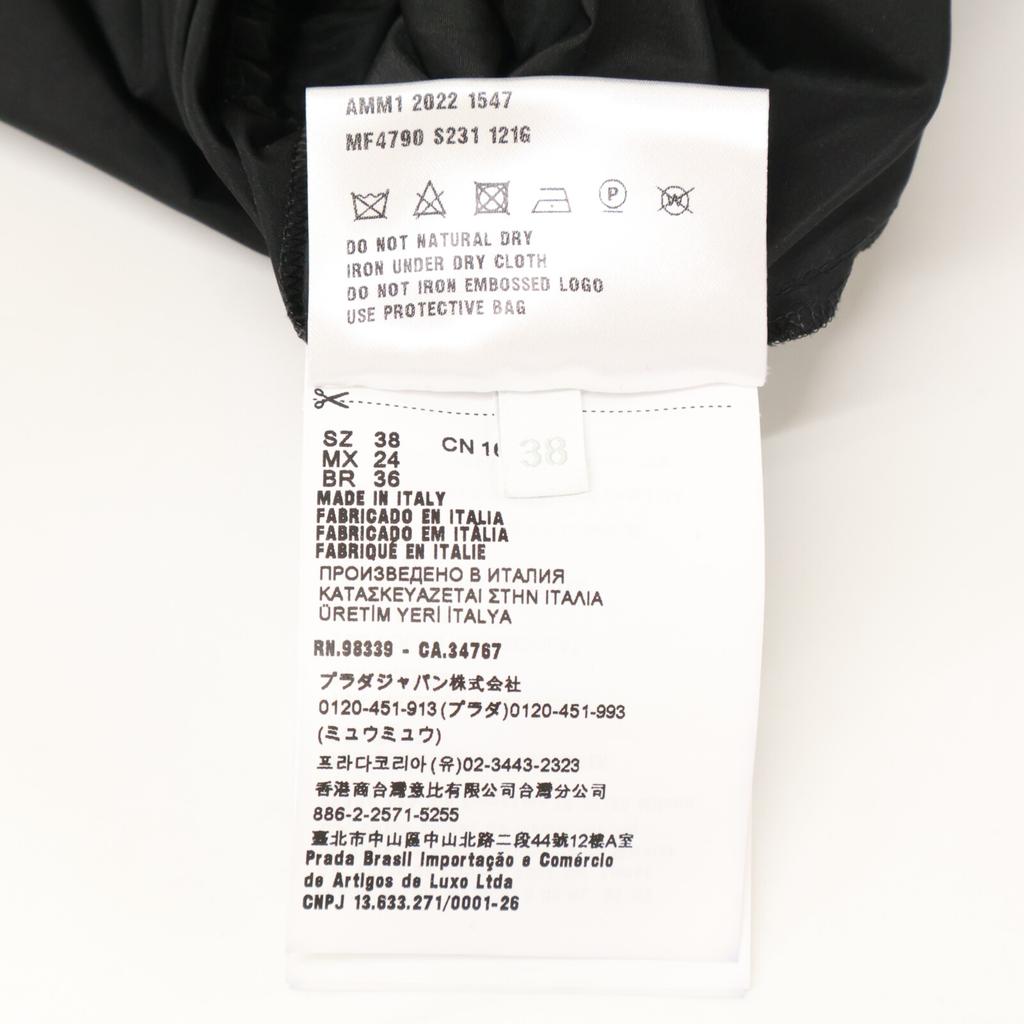 AMM1 2022 1547
MF4790 S231 121G
P
W
DO NOT NATURAL DRY
IRON UNDER DRY CLOTH
DO NOT IRON EMBOSSED LOGO
USE PROTECTIVE BAG
SZ 38 CN
38
MX 24
BR 36
MADE IN ITALY
FABRICADO EN ITALIA
FABRICADO EM ITÀLIA
FABRIQUÉ EN ITALIE
ПРОИЗВЕДЕНО В ИТАЛИЯ
ΚΑΤΑΣΚΕΥΑΖΕΤΑΙ ΣΤΗΝ ΙΤΑΛΙΑ
ÜRETİM YERİ İTALYA
RN.98339 - CA.34767
プラダジャパン株式会社
0120-451-913(プラダ)0120-451-993
(ミュウミュウ)
프라다코리아(유)02-3443-2323
香港商台灣意比有限公司台灣分公司
886-2-2571-5255
臺北市中山區中山北路二段44號12樓A室
Prada Brasil Importação e Comércio
de Artigos de Luxo Ltda
CNPJ 13.633.271/0001-26